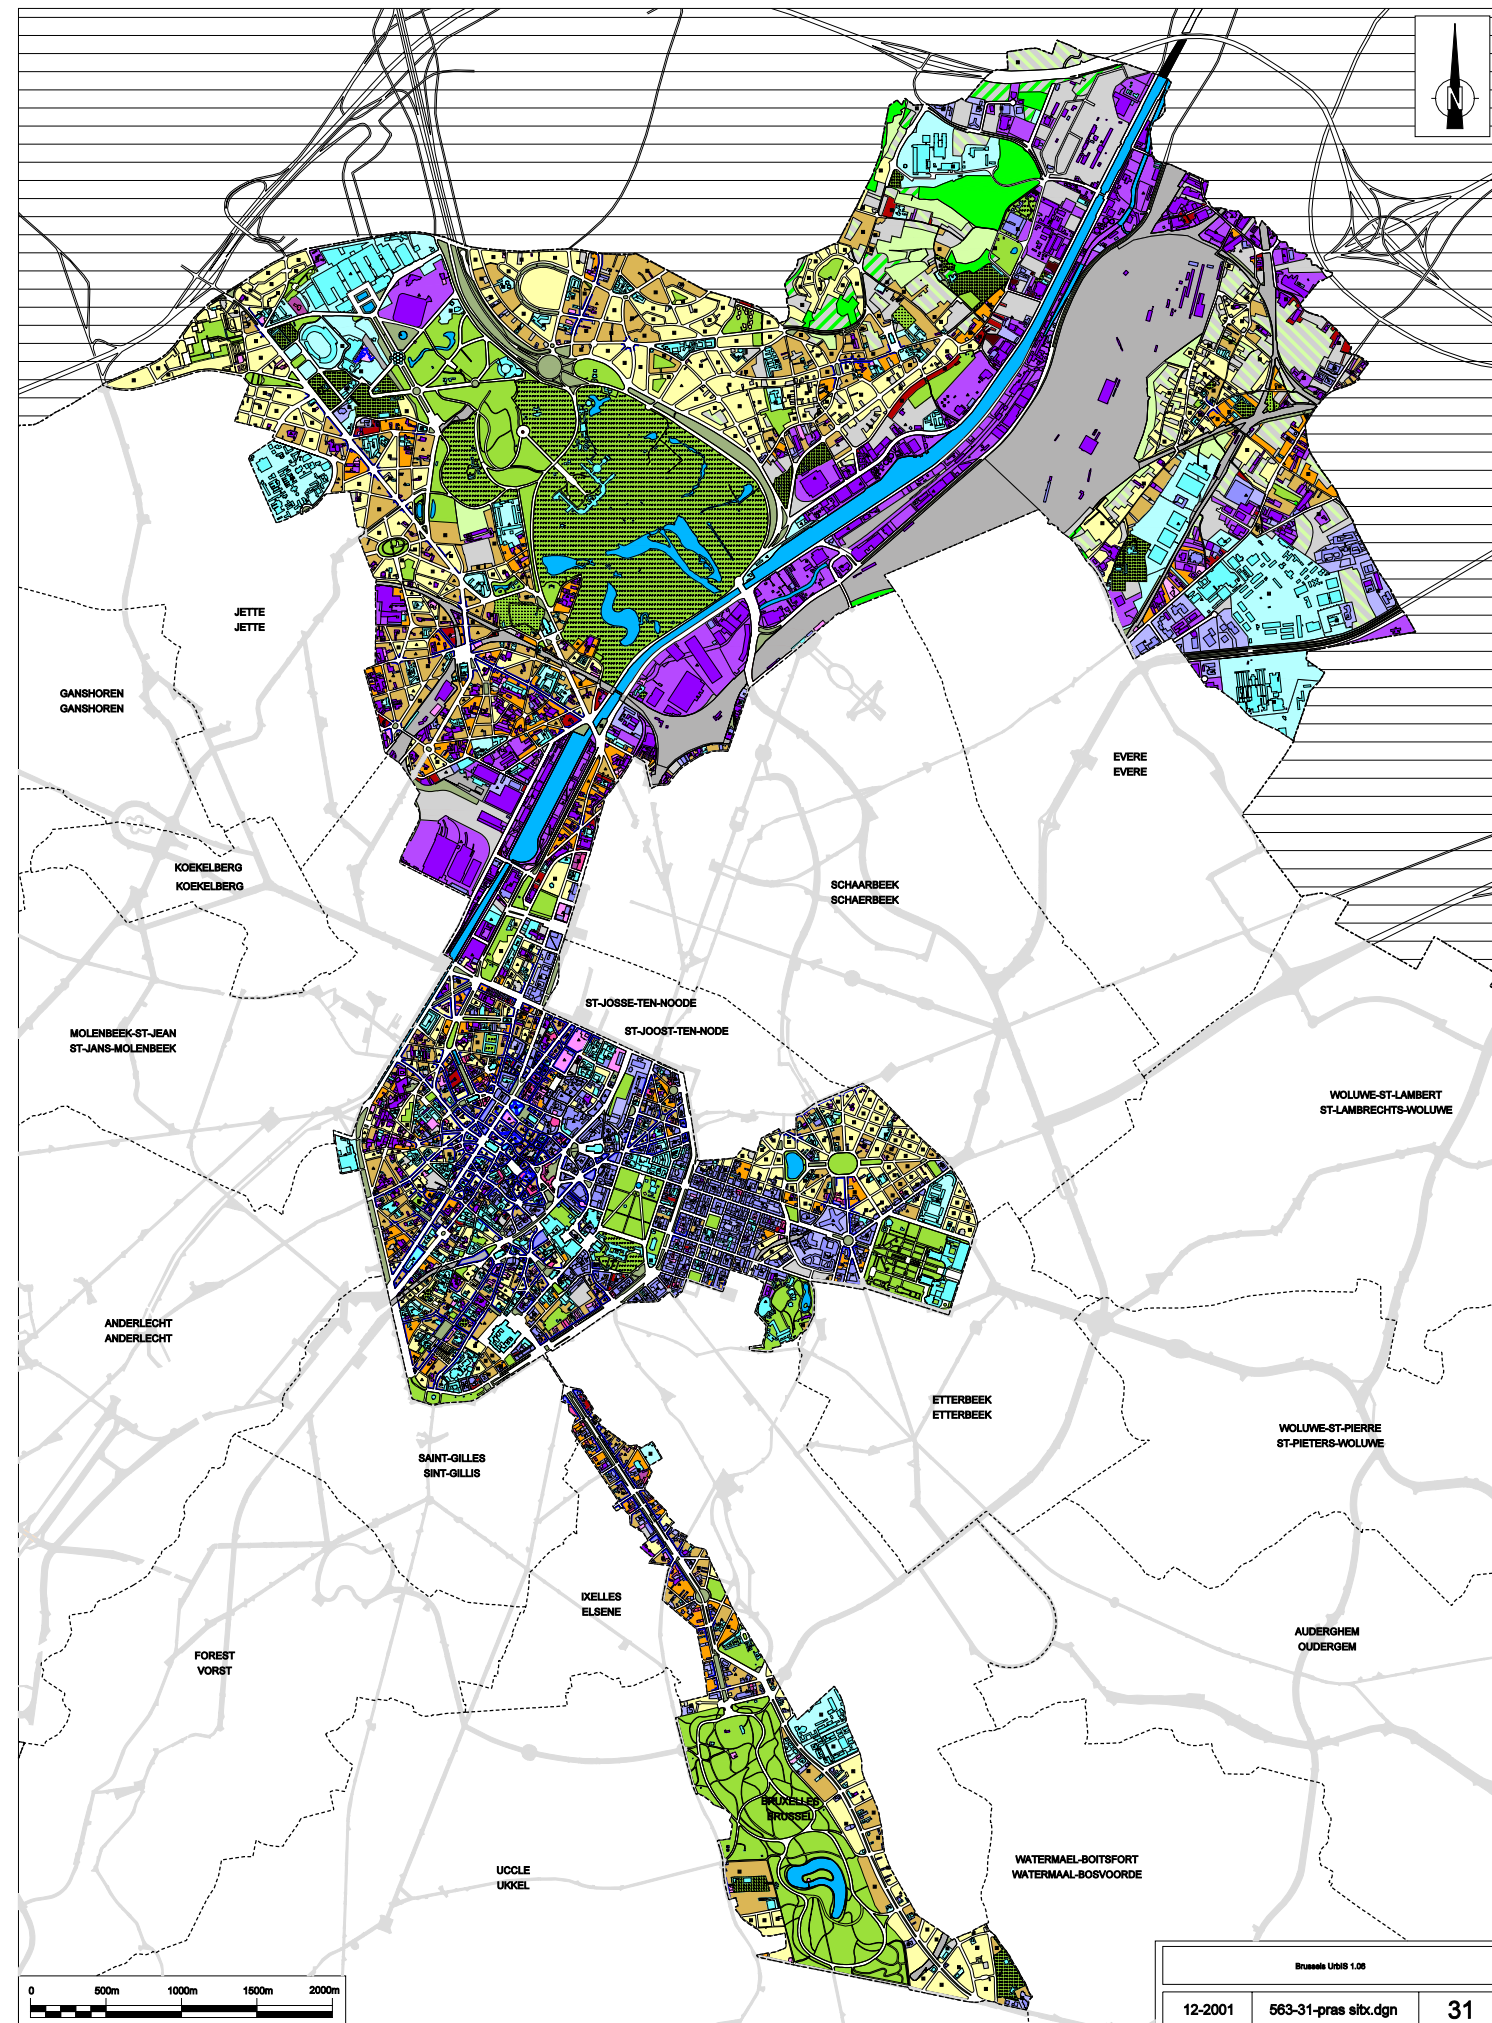 N
JETTE
JETTE
GANSHOREN
GANSHOREN
EVERE
EVERE
KOEKELBERG
KOEKELBERG
SCHAARBEEK
SCHAERBEEK
ST-JOSSE-TEN-NOODE
ST-JOOST-TEN-NODE
MOLENBEEK-ST-JEAN
ST-JANS-MOLENBEEK
WOLUWE-ST-LAMBERT
ST-LAMBRECHTS-WOLUWE
ANDERLECHT
ANDERLECHT
ETTERBEEK
ETTERBEEK
WOLUWE-ST-PIERRE
ST-PIETERS-WOLUWE
SAINT-GILLES
SINT-GILLIS
IXELLES
ELSENE
AUDERGHEM
OUDERGEM
FOREST
VORST
BRUXELLES
BRUSSEL
WATERMAEL-BOITSFORT
WATERMAAL-BOSVOORDE
UCCLE
UKKEL
0 500m 1000m 1500m 2000m
Brussels UrbIS 1.06
12-2001 563-31-pras sitx.dgn 31